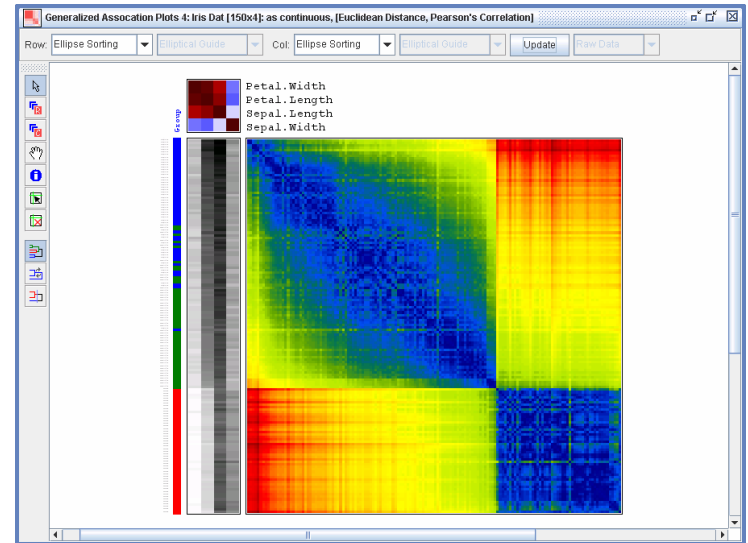 Generalized Assocation Plots 4: Iris Dat [150x4]: as continuous, [Euclidean Distance, Pearson's Correlation]
Row: Ellipse Sorting Elliptical Guide Col: Ellipse Sorting Elliptical Guide Update Raw Data
Petal.Width
Petal.Length
Sepal.Length
Sepal.Width
Group